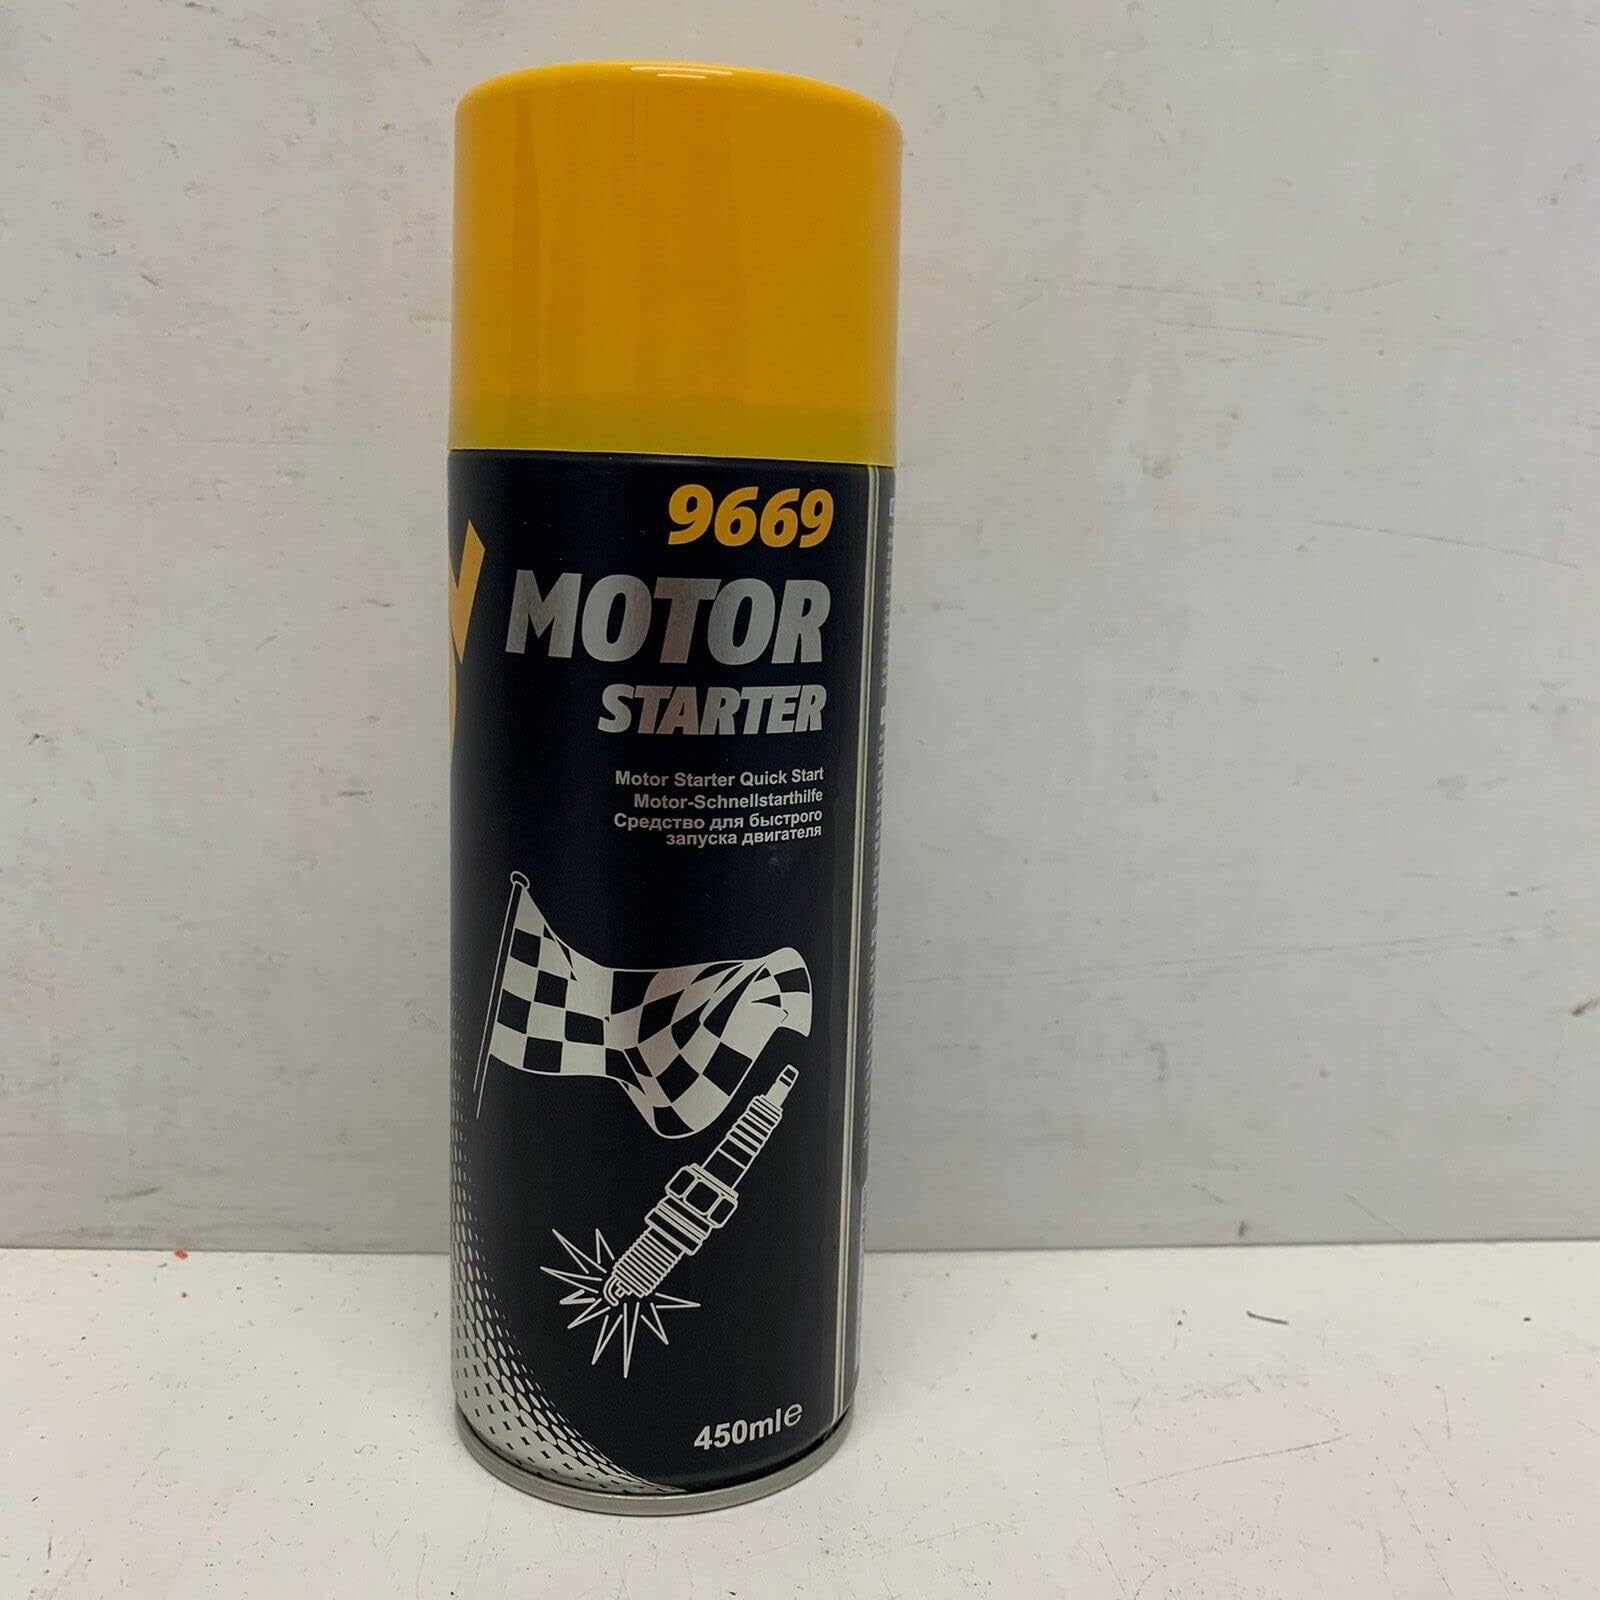 9669
MOTOR
STARTER
Motor Starter Quick Start
Motor-Schnellstarthilfe
Средство для быстрого
запуска двигателя
450ml e